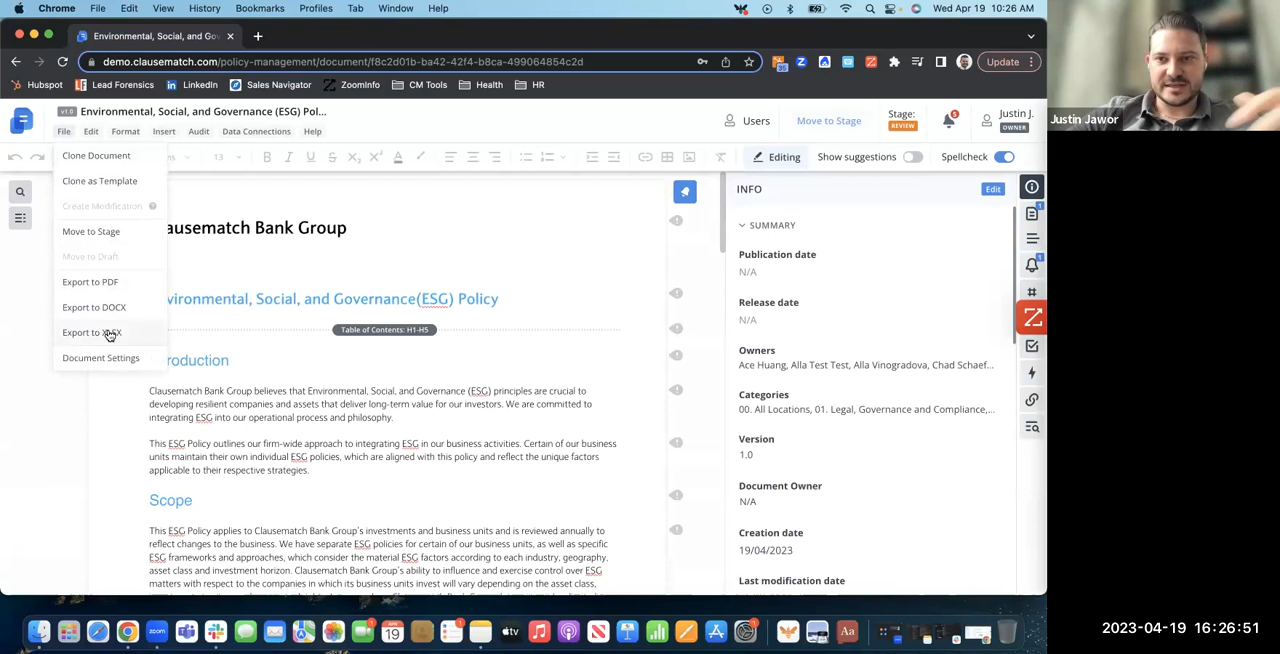 Chrome File Edit View History Bookmarks Profiles Tab Window Help Wed Apr 19 10:26 AM
Environmental, Social, and Gov
demo.clausematch.com/policy-management/document/f8c2d01b-ba42-42f4-b8ca-499064854c2d Update
Hubspot Lead Forensics LinkedIn Sales Navigator ZoomInfo CM Tools Health HR
v1.0 Environmental, Social, and Governance (ESG) Pol...
File Edit Format Insert Audit Data Connections Help
Users Move to Stage Stage: REVIEW 5 Justin J. OWNER
13 Editing Show suggestions Spellcheck
Clone Document
Clone as Template
Create Modification
Move to Stage
Move to Draft
Export to PDF
Export to DOCX
Export to XLSX
Document Settings
ausematch Bank Group
vironmental, Social, and Governance(ESG) Policy
Table of Contents: H1-H5
roduction
Clausematch Bank Group believes that Environmental, Social, and Governance (ESG) principles are crucial to
developing resilient companies and assets that deliver long-term value for our investors. We are committed to
integrating ESG into our operational process and philosophy.
This ESG Policy outlines our firm-wide approach to integrating ESG in our business activities. Certain of our business
units maintain their own individual ESG policies, which are aligned with this policy and reflect the unique factors
applicable to their respective strategies.
Scope
This ESG Policy applies to Clausematch Bank Group's investments and business units and is reviewed annually to
reflect changes to the business. We have separate ESG policies for certain of our business units, as well as specific
ESG frameworks and approaches, which consider the material ESG factors according to each industry, geography,
asset class and investment horizon. Clausematch Bank Group's ability to influence and exercise control over ESG
matters with respect to the companies in which its business units invest will vary depending on the asset class,
INFO Edit
SUMMARY
Publication date
N/A
Release date
N/A
Owners
Ace Huang, Alla Test Test, Alla Vinogradova, Chad Schaef...
Categories
00. All Locations, 01. Legal, Governance and Compliance,...
Version
1.0
Document Owner
N/A
Creation date
19/04/2023
Last modification date
Justin Jawor
2023-04-19 16:26:51